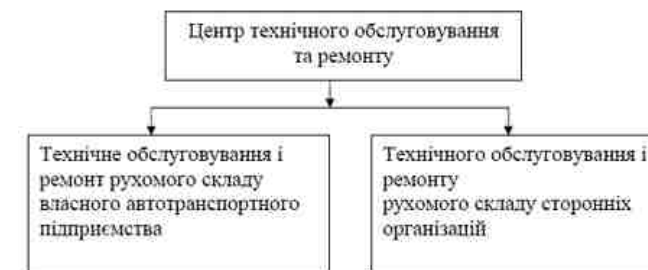 Центр технічного обслуговування
та ремонту
Технічне обслуговування і
ремонт рухомого складу
власного автотранспортного
підприємства
Технічного обслуговування і
ремонту
рухомого складу сторонніх
організацій